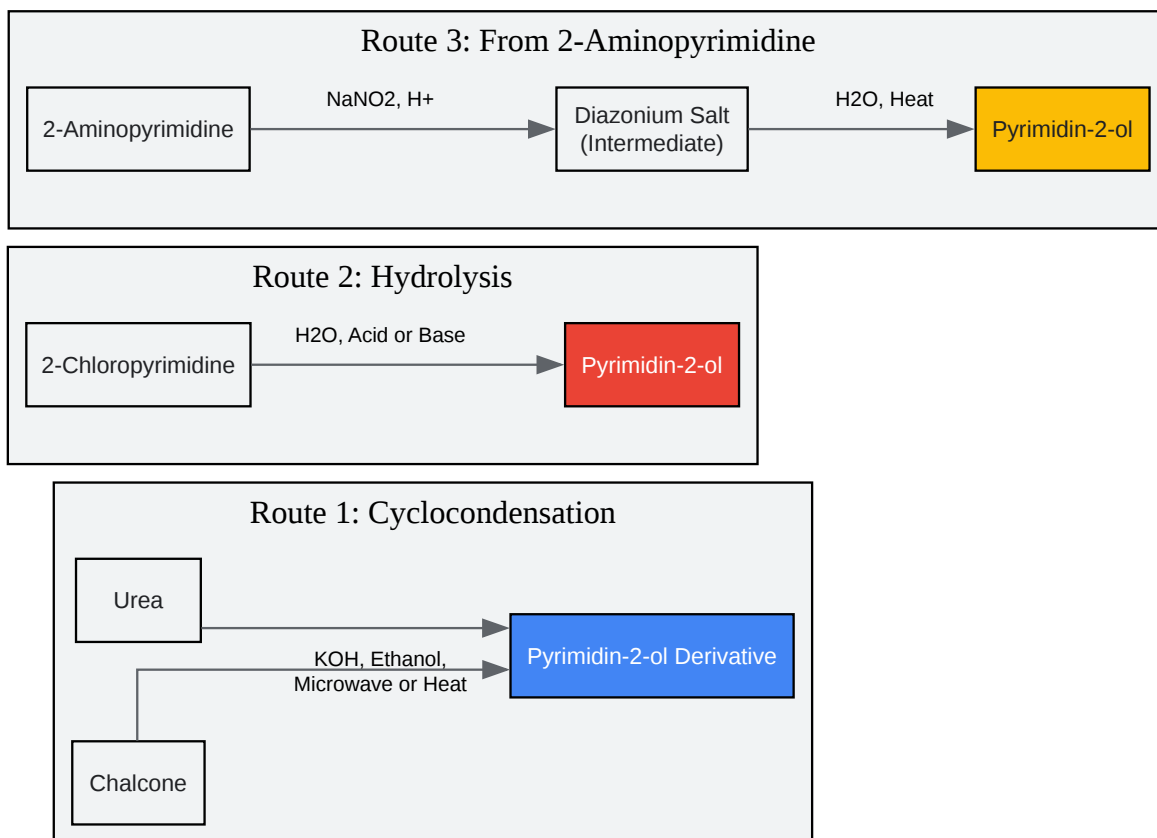 Route 3: From 2-Aminopyrimidine
NaNO2, H+
H2O, Heat
2-Aminopyrimidine
Diazonium Salt
(Intermediate)
Pyrimidin-2-ol
Route 2: Hydrolysis
H2O, Acid or Base
2-Chloropyrimidine
Pyrimidin-2-ol
Route 1: Cyclocondensation
Urea
Pyrimidin-2-ol Derivative
KOH, Ethanol,
Microwave or Heat
Chalcone